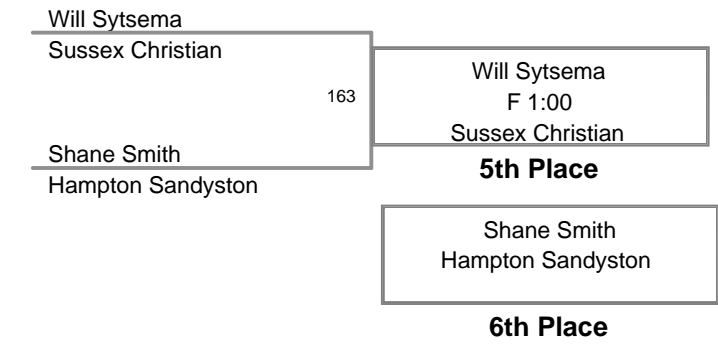 Will Sytsema
Sussex Christian
163
Shane Smith
Hampton Sandyston
Will Sytsema
F 1:00
Sussex Christian
5th Place
Shane Smith
Hampton Sandyston
6th Place